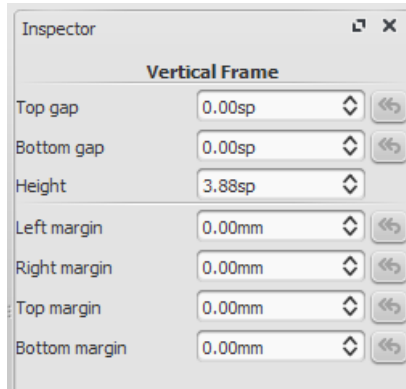 Inspector
Vertical Frame
Top gap 0.00sp
Bottom gap 0.00sp
Height 3.88sp
Left margin 0.00mm
Right margin 0.00mm
Top margin 0.00mm
Bottom margin 0.00mm